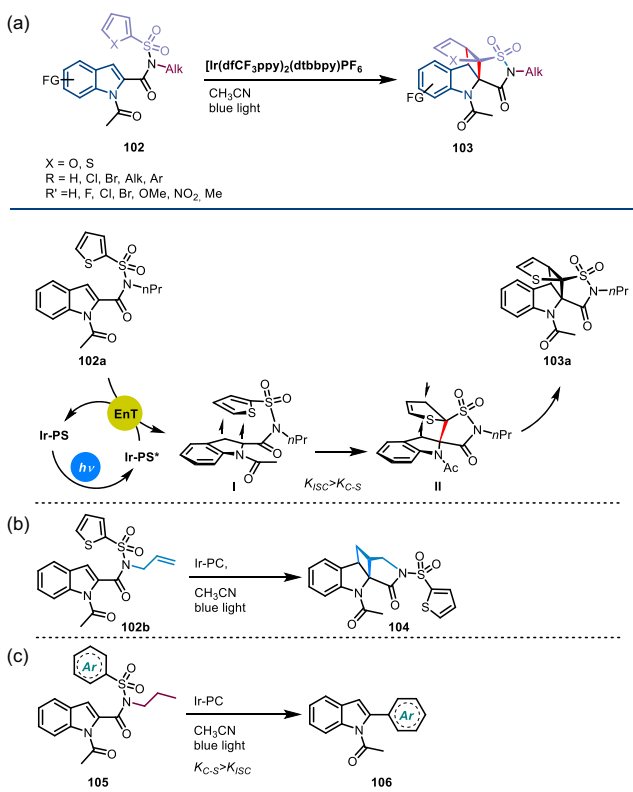 (a)
X
S
O
O
N
Alk
O
FG
N
O
102
[Ir(dfCF3ppy)2(dtbbpy)PF6
CH3CN
blue light
X
O
O
S
N
Alk
O
FG
N
O
103
X = O, S
R = H, Cl, Br, Alk, Ar
R' =H, F, Cl, Br, OMe, NO2, Me
S
S
O
O
N
nPr
O
N
O
102a
EnT
Ir-PS
hν
Ir-PS*
S
S
O
O
N
nPr
O
N
O
I
KISC>KC-S
S
S
O
O
N
nPr
O
N
Ac
II
S
S
O
O
N
nPr
O
N
O
103a
(b)
S
S
O
O
N
O
N
O
102b
Ir-PC,
CH3CN
blue light
N
S
O
O
O
N
O
S
104
(c)
Ar
S
O
O
N
O
N
O
105
Ir-PC
CH3CN
blue light
KC-S>KISC
Ar
N
O
106